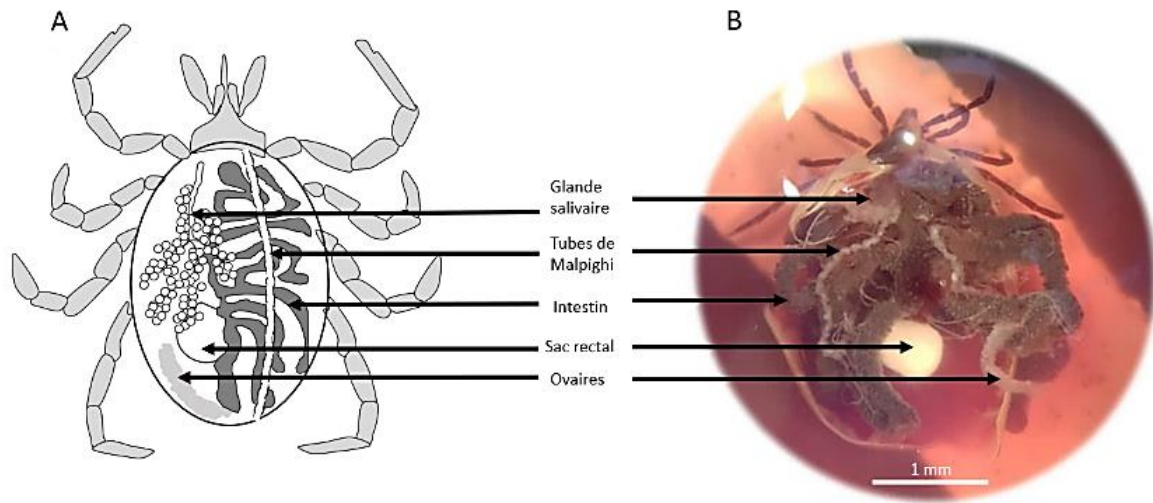 A
B
Glande
salivaire
Tubes de
Malpighi
Intestin
Sac rectal
Ovaires
1 mm